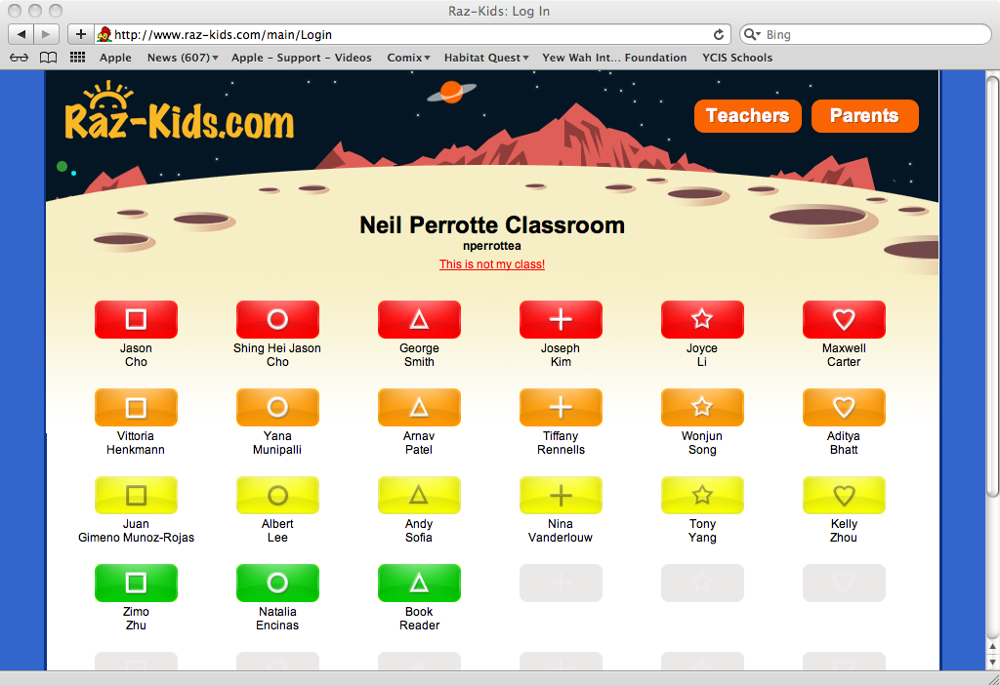 Raz-Kids: Log In
http://www.raz-kids.com/main/Login
Bing
Apple News (607) Apple - Support - Videos Comix Habitat Quest Yew Wah Int... Foundation YCIS Schools
Raz-Kids.com
Teachers Parents
Neil Perrotte Classroom
nperrottea
This is not my class!
Jason Shing Hei Jason George Joseph Joyce Maxwell
Cho Cho Smith Kim Li Carter
Vittoria Yana Arnav Tiffany Wonjun Aditya
Henkmann Munipalli Patel Rennells Song Bhatt
Juan Albert Andy Nina Tony Kelly
Gimeno Munoz-Rojas Lee Sofia Vanderlouw Yang Zhou
Zimo Natalia Book
Zhu Encinas Reader